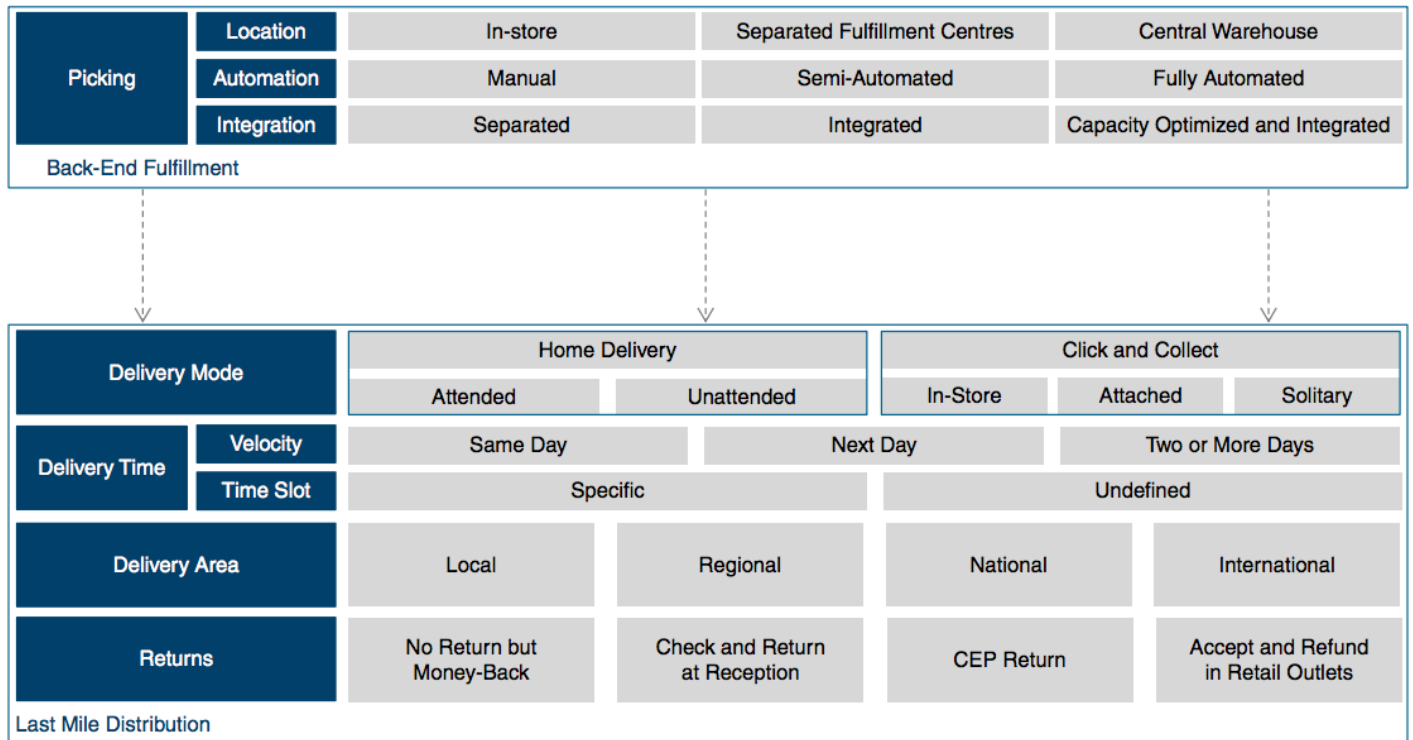 Picking
Location
In-store
Separated Fulfillment Centres
Central Warehouse
Automation
Manual
Semi-Automated
Fully Automated
Integration
Separated
Integrated
Capacity Optimized and Integrated
Back-End Fulfillment
Delivery Mode
Home Delivery
Click and Collect
Attended
Unattended
In-Store
Attached
Solitary
Delivery Time
Velocity
Same Day
Next Day
Two or More Days
Time Slot
Specific
Undefined
Delivery Area
Local
Regional
National
International
Returns
No Return but
Money-Back
Check and Return
at Reception
CEP Return
Accept and Refund
in Retail Outlets
Last Mile Distribution